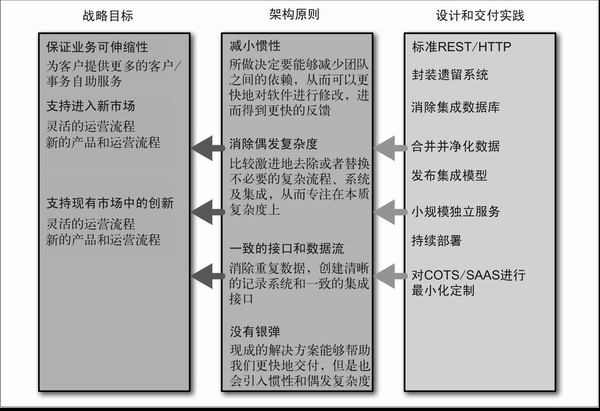 战略目标
保证业务可伸缩性
为客户提供更多的客户/
事务自助服务
支持进入新市场
灵活的运营流程
新的产品和运营流程
支持现有市场中的创新
灵活的运营流程
新的产品和运营流程
架构原则
减小惯性
所做决定要能够减少团队
之间的依赖，从而可以更
快地对软件进行修改，进
而得到更快的反馈
消除偶发复杂度
比较激进地去除或者替换
不必要的复杂流程、系统
及集成，从而专注在本质
复杂度上
一致的接口和数据流
消除重复数据，创建清晰
的记录系统和一致的集成
接口
没有银弹
现成的解决方案能够帮助
我们更快地交付，但是也
会引入惯性和偶发复杂度
设计和交付实践
标准REST/HTTP
封装遗留系统
消除集成数据库
合并并净化数据
发布集成模型
小规模独立服务
持续部署
对COTS/SAAS进行
最小化定制